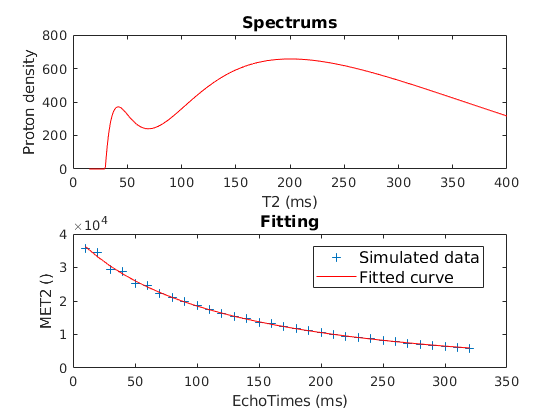 Spectrums
800
600
400
200
0
Proton density
0 50 100 150 200 250 300 350 400
T2 (ms)
Fitting
×10^4
4
3
2
1
0
MET2 ()
Simulated data
Fitted curve
0 50 100 150 200 250 300 350
EchoTimes (ms)